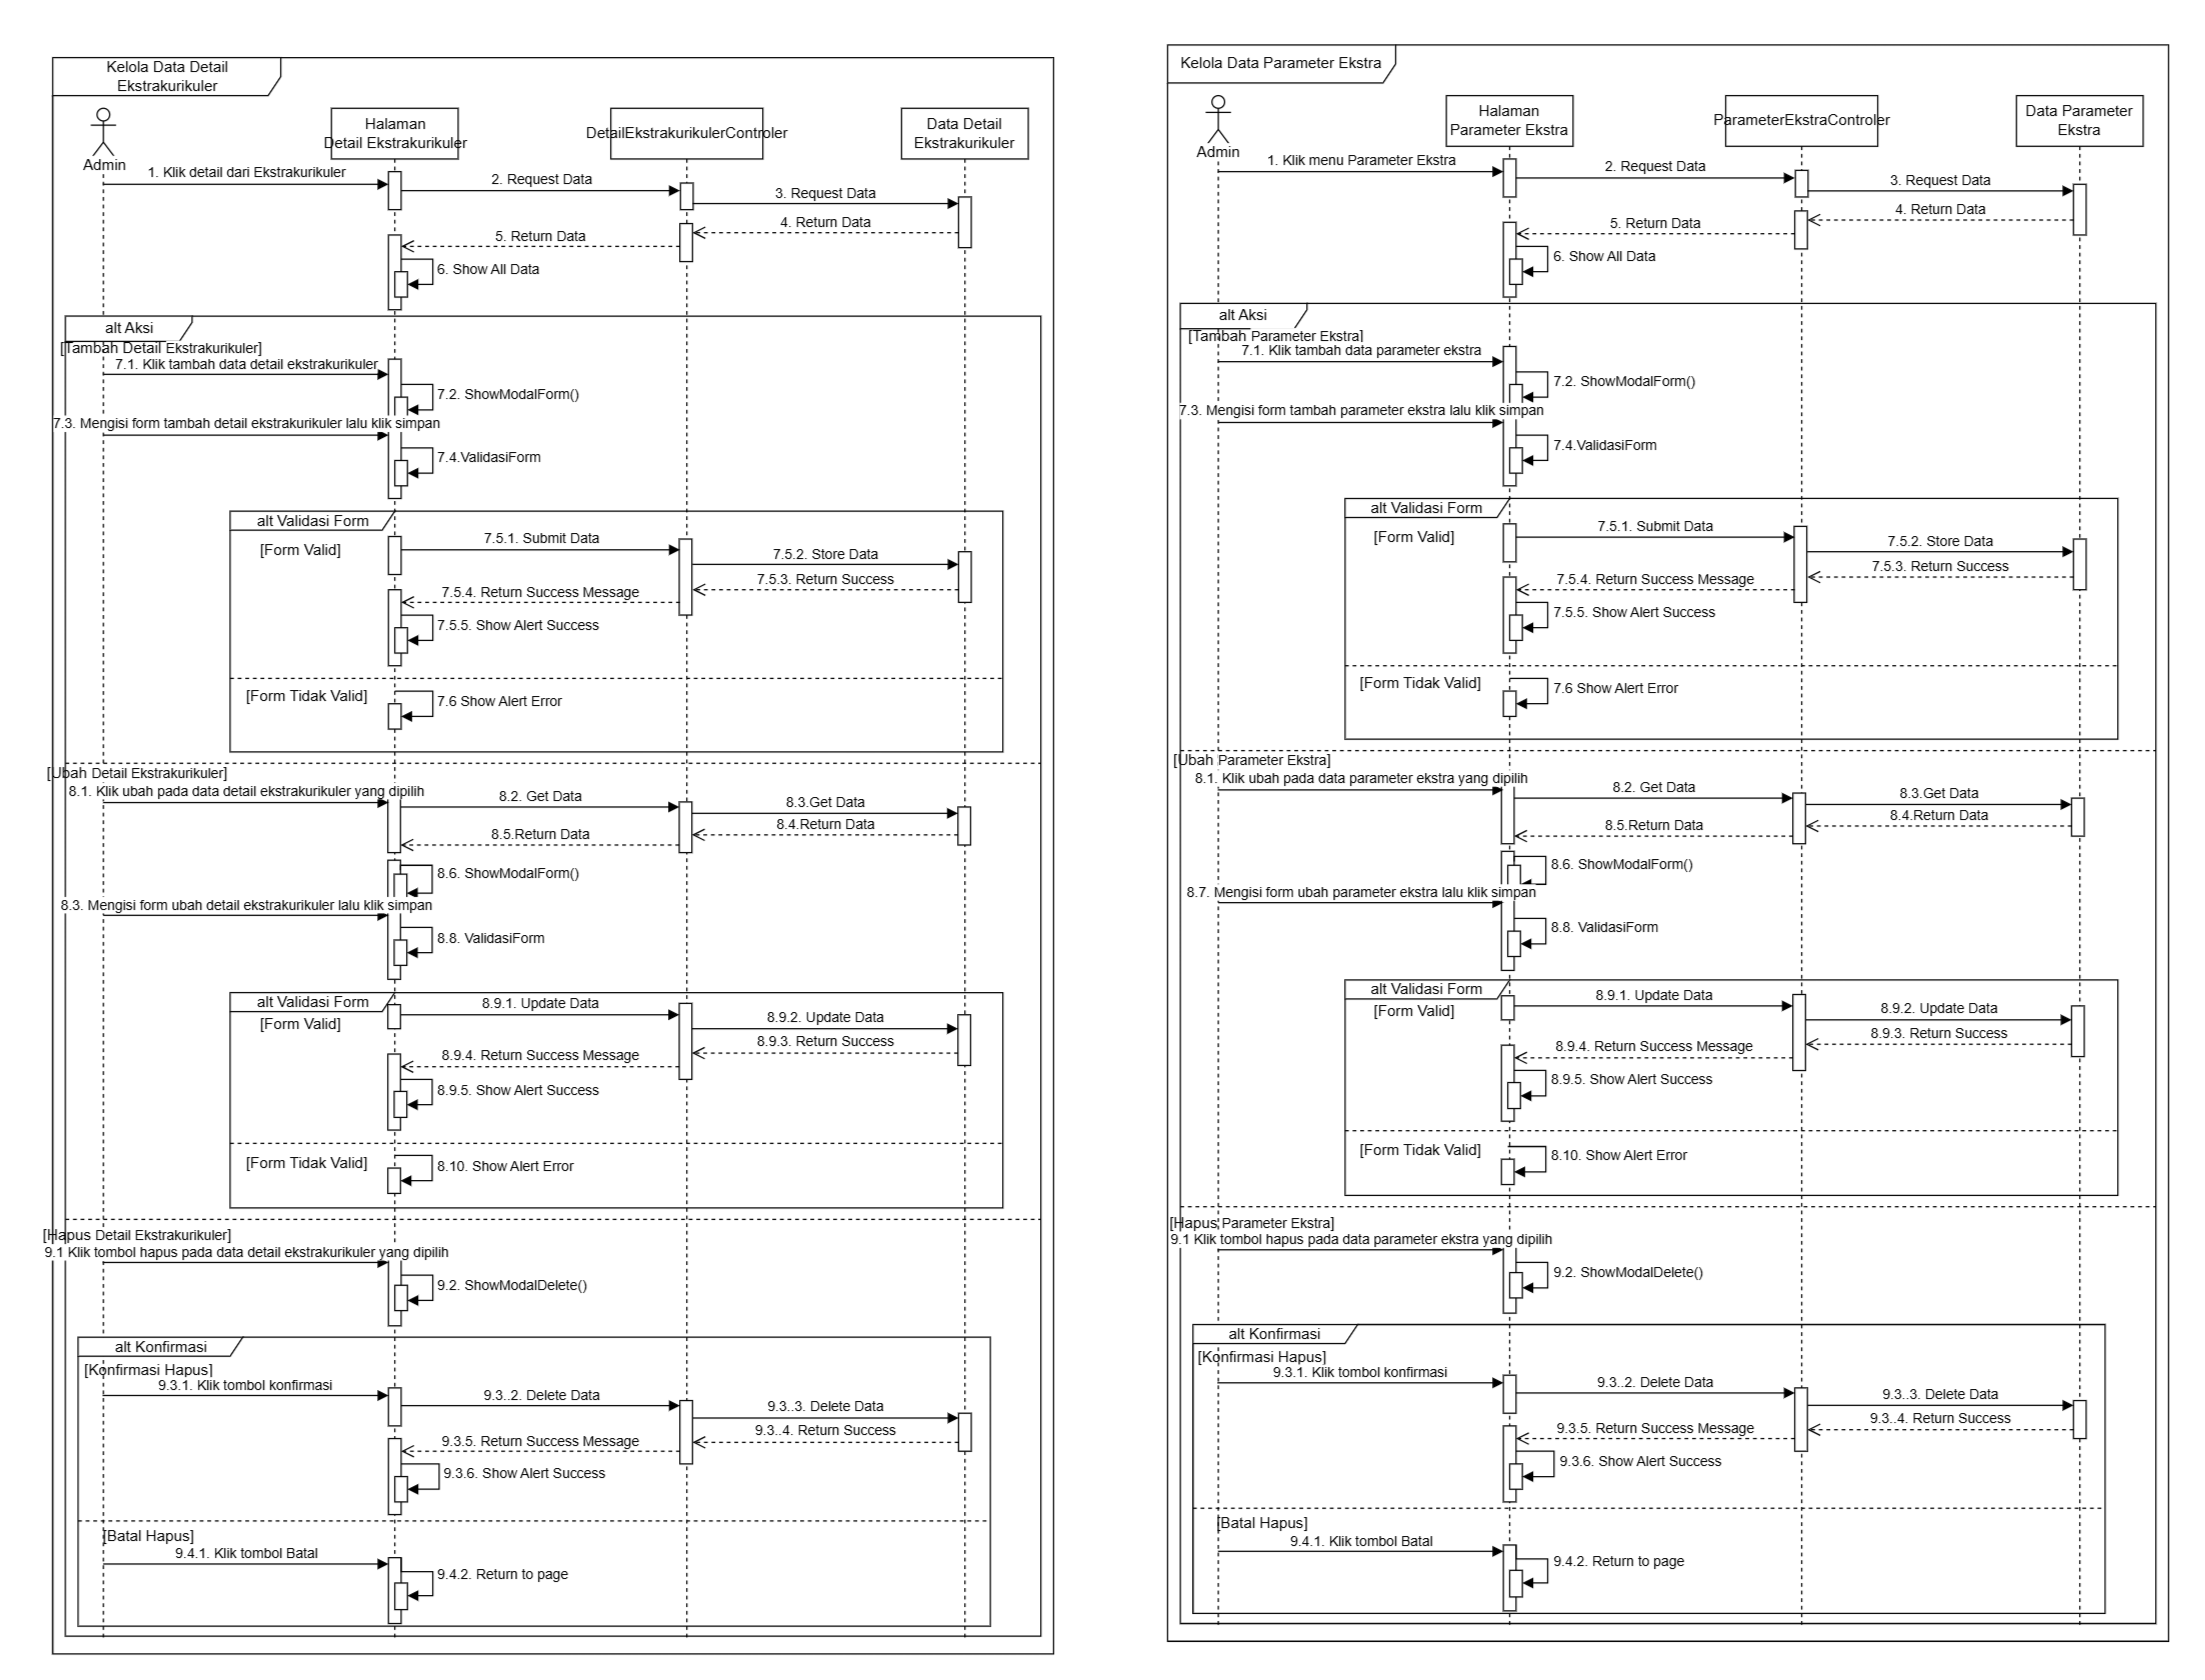 Kelola Data Detail
Ekstrakurikuler
Admin
Halaman
Detail Ekstrakurikuler
DetailEkstrakurikulerControler
Data Detail
Ekstrakurikuler
1. Klik detail dari Ekstrakurikuler
2. Request Data
3. Request Data
4. Return Data
5. Return Data
6. Show All Data
alt Aksi
[Tambah Detail Ekstrakurikuler]
7.1. Klik tambah data detail ekstrakurikuler
7.2. ShowModalForm()
7.3. Mengisi form tambah detail ekstrakurikuler lalu klik simpan
7.4.ValidasiForm
alt Validasi Form
[Form Valid]
7.5.1. Submit Data
7.5.2. Store Data
7.5.3. Return Success
7.5.4. Return Success Message
7.5.5. Show Alert Success
[Form Tidak Valid]
7.6 Show Alert Error
[Ubah Detail Ekstrakurikuler]
8.1. Klik ubah pada data detail ekstrakurikuler yang dipilih
8.2. Get Data
8.3.Get Data
8.4.Return Data
8.5.Return Data
8.6. ShowModalForm()
8.3. Mengisi form ubah detail ekstrakurikuler lalu klik simpan
8.8. ValidasiForm
alt Validasi Form
[Form Valid]
8.9.1. Update Data
8.9.2. Update Data
8.9.3. Return Success
8.9.4. Return Success Message
8.9.5. Show Alert Success
[Form Tidak Valid]
8.10. Show Alert Error
[Hapus Detail Ekstrakurikuler]
9.1 Klik tombol hapus pada data detail ekstrakurikuler yang dipilih
9.2. ShowModalDelete()
alt Konfirmasi
[Konfirmasi Hapus]
9.3.1. Klik tombol konfirmasi
9.3..2. Delete Data
9.3..3. Delete Data
9.3..4. Return Success
9.3.5. Return Success Message
9.3.6. Show Alert Success
[Batal Hapus]
9.4.1. Klik tombol Batal
9.4.2. Return to page
Kelola Data Parameter Ekstra
Admin
Halaman
Parameter Ekstra
ParameterEkstraControler
Data Parameter
Ekstra
1. Klik menu Parameter Ekstra
2. Request Data
3. Request Data
4. Return Data
5. Return Data
6. Show All Data
alt Aksi
[Tambah Parameter Ekstra]
7.1. Klik tambah data parameter ekstra
7.2. ShowModalForm()
7.3. Mengisi form tambah parameter ekstra lalu klik simpan
7.4.ValidasiForm
alt Validasi Form
[Form Valid]
7.5.1. Submit Data
7.5.2. Store Data
7.5.3. Return Success
7.5.4. Return Success Message
7.5.5. Show Alert Success
[Form Tidak Valid]
7.6 Show Alert Error
[Ubah Parameter Ekstra]
8.1. Klik ubah pada data parameter ekstra yang dipilih
8.2. Get Data
8.3.Get Data
8.4.Return Data
8.5.Return Data
8.6. ShowModalForm()
8.7. Mengisi form ubah parameter ekstra lalu klik simpan
8.8. ValidasiForm
alt Validasi Form
[Form Valid]
8.9.1. Update Data
8.9.2. Update Data
8.9.3. Return Success
8.9.4. Return Success Message
8.9.5. Show Alert Success
[Form Tidak Valid]
8.10. Show Alert Error
[Hapus Parameter Ekstra]
9.1 Klik tombol hapus pada data parameter ekstra yang dipilih
9.2. ShowModalDelete()
alt Konfirmasi
[Konfirmasi Hapus]
9.3.1. Klik tombol konfirmasi
9.3..2. Delete Data
9.3..3. Delete Data
9.3..4. Return Success
9.3.5. Return Success Message
9.3.6. Show Alert Success
[Batal Hapus]
9.4.1. Klik tombol Batal
9.4.2. Return to page